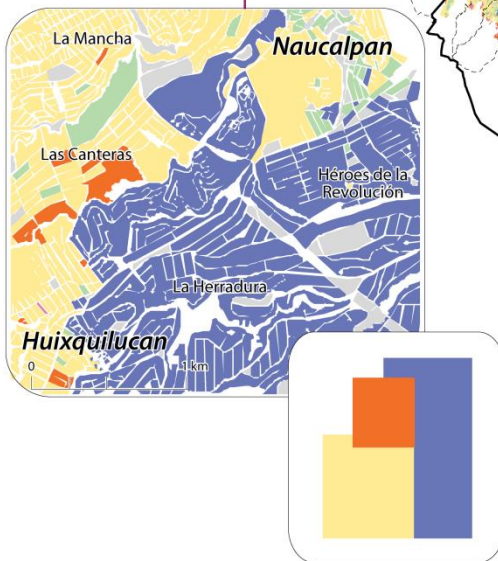 La Mancha
Naucalpan
Las Canteras
Héroes de la
Revolución
La Herradura
Huixquilucan
0
1 km